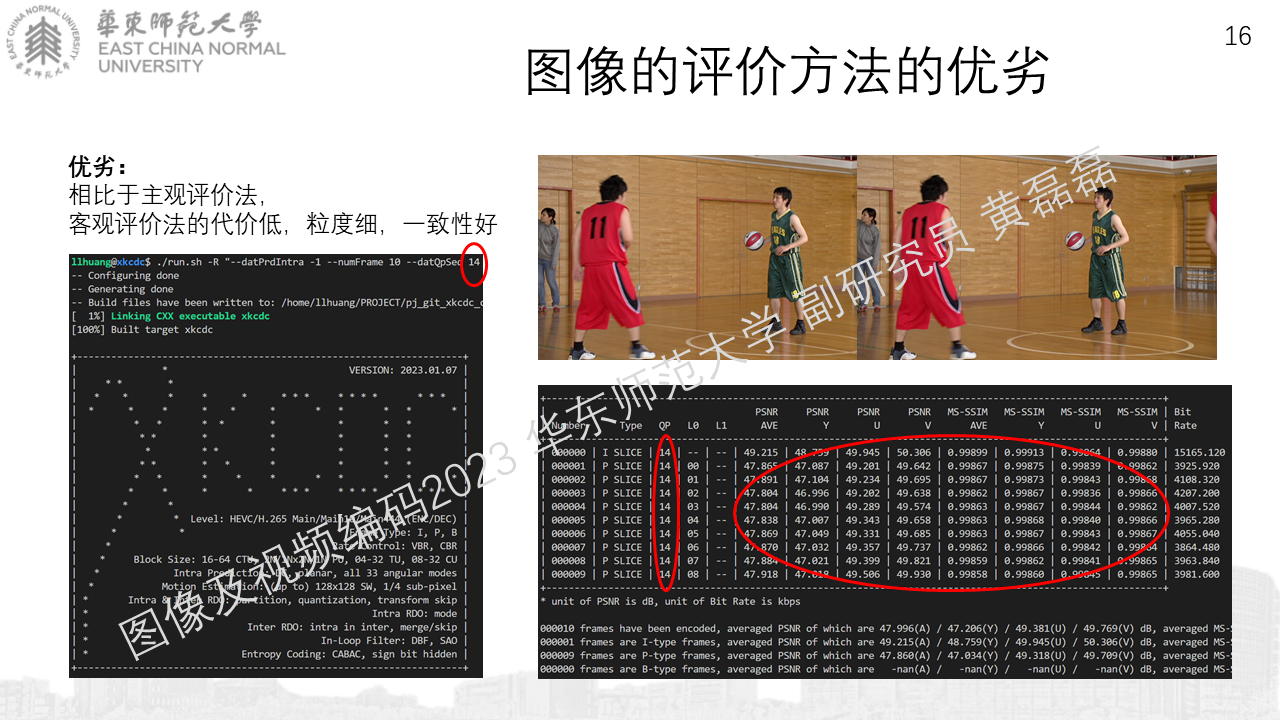 EAST CHINA NORMAL UNIVERSITY
華東師範大學
華東師範大學
EAST CHINA NORMAL
UNIVERSITY
16
图像的评价方法的优劣
优劣：
相比于主观评价法，
客观评价法的代价低，粒度细，一致性好
llhuang@xkcdc$ ./run.sh -R "--datPrdIntra -1 --numFrame 10 --datQpSeq 14
-- Configuring done
-- Generating done
-- Build files have been written to: /home/llhuang/PROJECT/pj_git_xkcdc_c
[  1%] Linking CXX executable xkcdc
[100%] Built target xkcdc
VERSION: 2023.01.07
Level: HEVC/H.265 Main/Main10/Main444 (ENC/DEC)
Type: I, P, B
Control: VBR, CBR
Block Size: 16-64 CTU, PU, 04-32 TU, 08-32 CU
Intra Prediction: DC, planar, all 33 angular modes
Motion Estimation: (up to) 128x128 SW, 1/4 sub-pixel
Intra & RDO: partition, quantization, transform skip
Intra RDO: mode
Inter RDO: intra in inter, merge/skip
In-Loop Filter: DBF, SAO
Entropy Coding: CABAC, sign bit hidden
11
11
PSNR PSNR PSNR PSNR MS-SSIM MS-SSIM MS-SSIM MS-SSIM | Bit
Number Type QP L0 L1 AVE Y U V AVE Y U V | Rate
000000 | I SLICE | 14 | -- | -- | 49.215 | 48.759 | 49.945 | 50.306 | 0.99899 | 0.99913 | 0.99864 | 0.99880 | 15165.120
000001 | P SLICE | 14 | 00 | -- | 47.865 | 47.087 | 49.201 | 49.642 | 0.99867 | 0.99875 | 0.99839 | 0.99862 | 3925.920
000002 | P SLICE | 14 | 01 | -- | 47.891 | 47.104 | 49.234 | 49.695 | 0.99867 | 0.99873 | 0.99843 | 0.99868 | 4108.320
000003 | P SLICE | 14 | 02 | -- | 47.804 | 46.996 | 49.202 | 49.638 | 0.99862 | 0.99867 | 0.99836 | 0.99866 | 4207.200
000004 | P SLICE | 14 | 03 | -- | 47.804 | 46.990 | 49.289 | 49.574 | 0.99863 | 0.99867 | 0.99844 | 0.99862 | 4007.520
000005 | P SLICE | 14 | 04 | -- | 47.838 | 47.007 | 49.343 | 49.658 | 0.99863 | 0.99868 | 0.99840 | 0.99866 | 3965.280
000006 | P SLICE | 14 | 05 | -- | 47.869 | 47.049 | 49.331 | 49.685 | 0.99863 | 0.99867 | 0.99843 | 0.99867 | 4055.040
000007 | P SLICE | 14 | 06 | -- | 47.870 | 47.032 | 49.357 | 49.737 | 0.99862 | 0.99866 | 0.99842 | 0.99864 | 3864.480
000008 | P SLICE | 14 | 07 | -- | 47.884 | 47.021 | 49.399 | 49.821 | 0.99859 | 0.99862 | 0.99841 | 0.99865 | 3963.840
000009 | P SLICE | 14 | 08 | -- | 47.918 | 49.506 | 49.930 | 0.99858 | 0.99860 | 0.99845 | 0.99865 | 3981.600
* unit of PSNR is dB, unit of Bit Rate is kbps
000010 frames have been encoded, averaged PSNR of which are 47.996(A) / 47.206(Y) / 49.381(U) / 49.769(V) dB, averaged MS-
000001 frames are I-type frames, averaged PSNR of which are 49.215(A) / 48.759(Y) / 49.945(U) / 50.306(V) dB, averaged MS-
000009 frames are P-type frames, averaged PSNR of which are 47.860(A) / 47.034(Y) / 49.318(U) / 49.709(V) dB, averaged MS-
000000 frames are B-type frames, averaged PSNR of which are -nan(A) / -nan(Y) / -nan(U) / -nan(V) dB, averaged MS-
图像及视频编码2023 华东师范大学 副研究员 黄磊磊